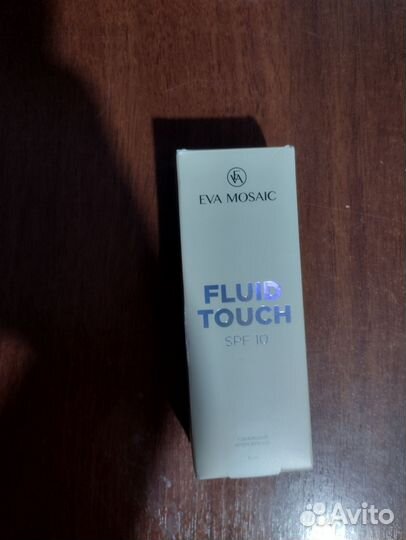 EVA MOSAIC
FLUID
TOUCH
SPF 10
Avito